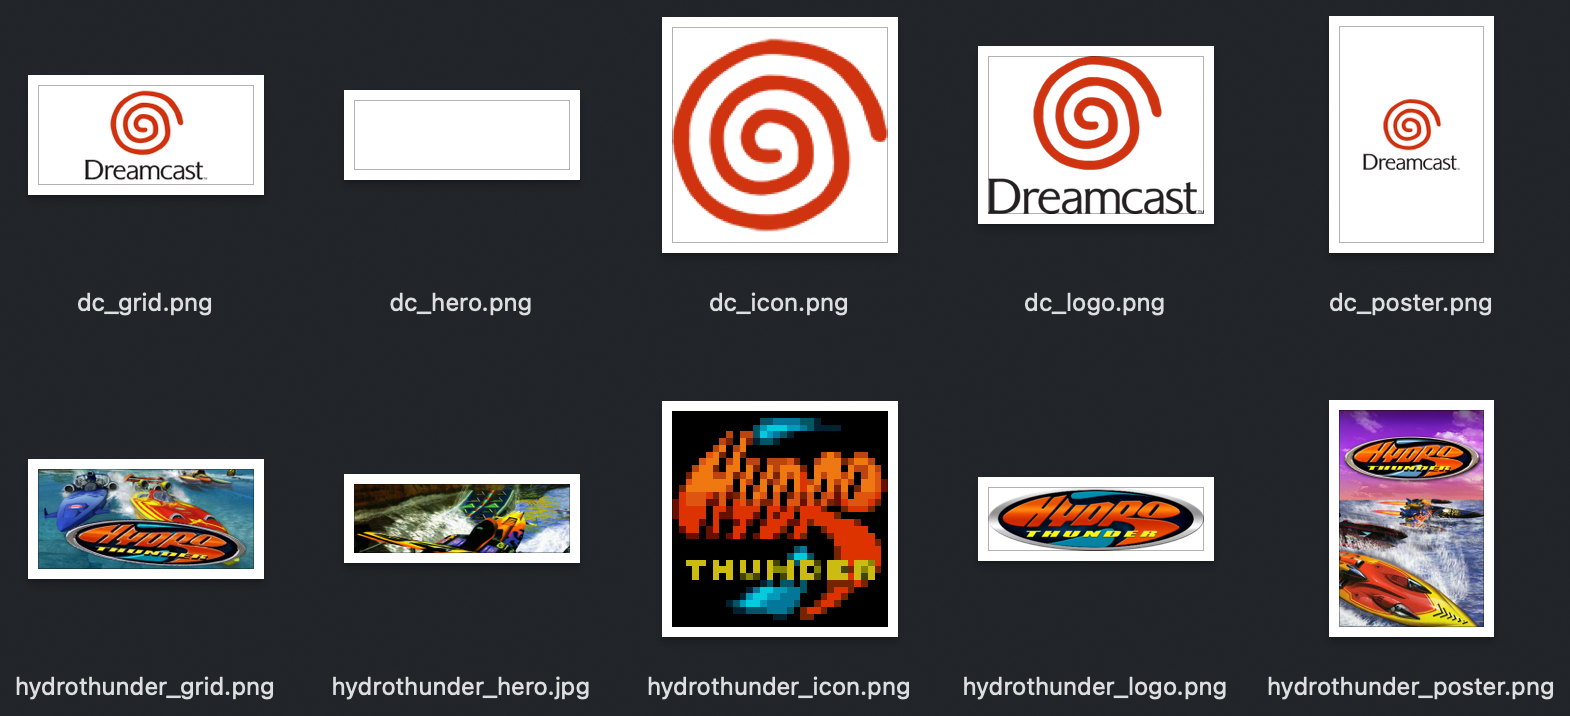 Dreamcast
Dreamcast
Dreamcast
dc_grid.png
dc_hero.png
dc_icon.png
dc_logo.png
dc_poster.png
HYDRO
THUNDER
HYDRO
THUNDER
HYDRO
THUNDER
HYDRO
THUNDER
hydrothunder_grid.png
hydrothunder_hero.jpg
hydrothunder_icon.png
hydrothunder_logo.png
hydrothunder_poster.png